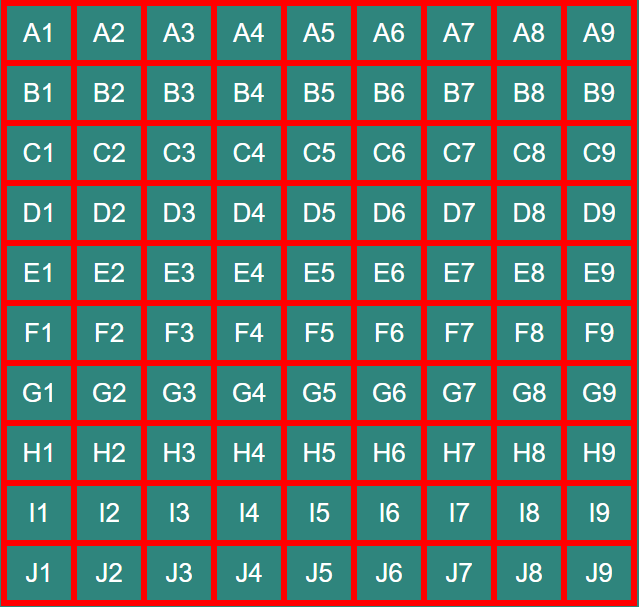 A1 A2 A3 A4 A5 A6 A7 A8 A9
B1 B2 B3 B4 B5 B6 B7 B8 B9
C1 C2 C3 C4 C5 C6 C7 C8 C9
D1 D2 D3 D4 D5 D6 D7 D8 D9
E1 E2 E3 E4 E5 E6 E7 E8 E9
F1 F2 F3 F4 F5 F6 F7 F8 F9
G1 G2 G3 G4 G5 G6 G7 G8 G9
H1 H2 H3 H4 H5 H6 H7 H8 H9
I1 I2 I3 I4 I5 I6 I7 I8 I9
J1 J2 J3 J4 J5 J6 J7 J8 J9